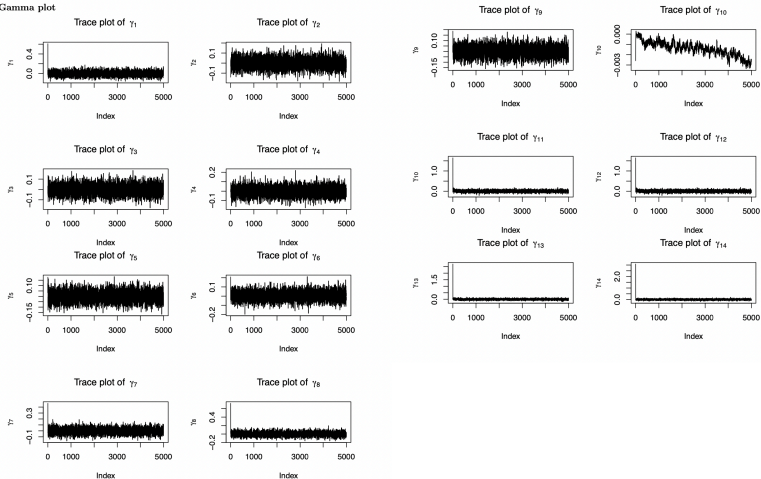 Gamma plot
Trace plot of γ1
γ1
0.0 0.4
0 1000 3000 5000
Index
Trace plot of γ2
γ2
−0.1 0.1
0 1000 3000 5000
Index
Trace plot of γ3
γ3
−0.1 0.1
0 1000 3000 5000
Index
Trace plot of γ4
γ4
−0.1 0.2
0 1000 3000 5000
Index
Trace plot of γ5
γ5
−0.15 0.10
0 1000 3000 5000
Index
Trace plot of γ6
γ6
−0.2 0.1
0 1000 3000 5000
Index
Trace plot of γ7
γ7
−0.1 0.3
0 1000 3000 5000
Index
Trace plot of γ8
γ8
−0.2 0.4
0 1000 3000 5000
Index
Trace plot of γ9
γ9
−0.15 0.10
0 1000 3000 5000
Index
Trace plot of γ10
γ10
−0.003 0.000
0 1000 3000 5000
Index
Trace plot of γ11
γ10
0.0 1.0
0 1000 3000 5000
Index
Trace plot of γ12
γ12
0.0 1.0
0 1000 3000 5000
Index
Trace plot of γ13
γ13
0.0 1.5
0 1000 3000 5000
Index
Trace plot of γ14
γ14
0.0 2.0
0 1000 3000 5000
Index